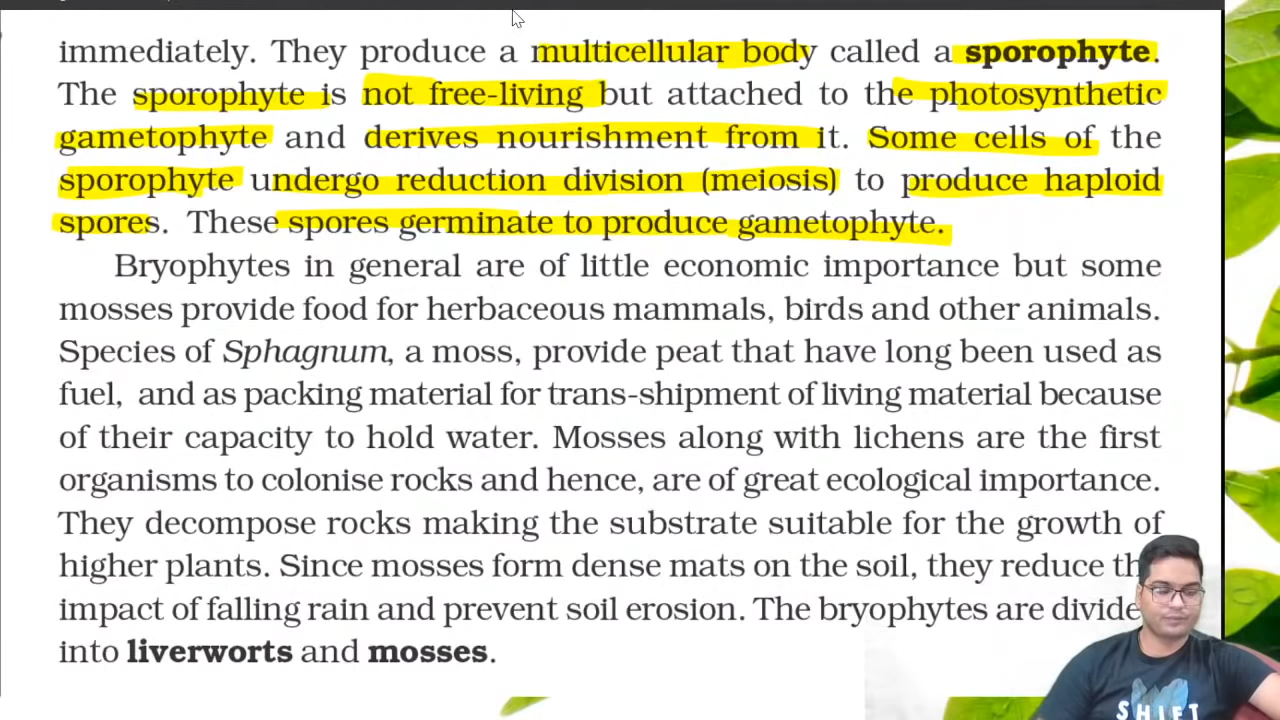 immediately. They produce a multicellular body called a sporophyte.
The sporophyte is not free-living but attached to the photosynthetic
gametophyte and derives nourishment from it. Some cells of the
sporophyte undergo reduction division (meiosis) to produce haploid
spores. These spores germinate to produce gametophyte.
Bryophytes in general are of little economic importance but some
mosses provide food for herbaceous mammals, birds and other animals.
Species of Sphagnum, a moss, provide peat that have long been used as
fuel, and as packing material for trans-shipment of living material because
of their capacity to hold water. Mosses along with lichens are the first
organisms to colonise rocks and hence, are of great ecological importance.
They decompose rocks making the substrate suitable for the growth of
higher plants. Since mosses form dense mats on the soil, they reduce th
impact of falling rain and prevent soil erosion. The bryophytes are divide
into liverworts and mosses.
SHIFT